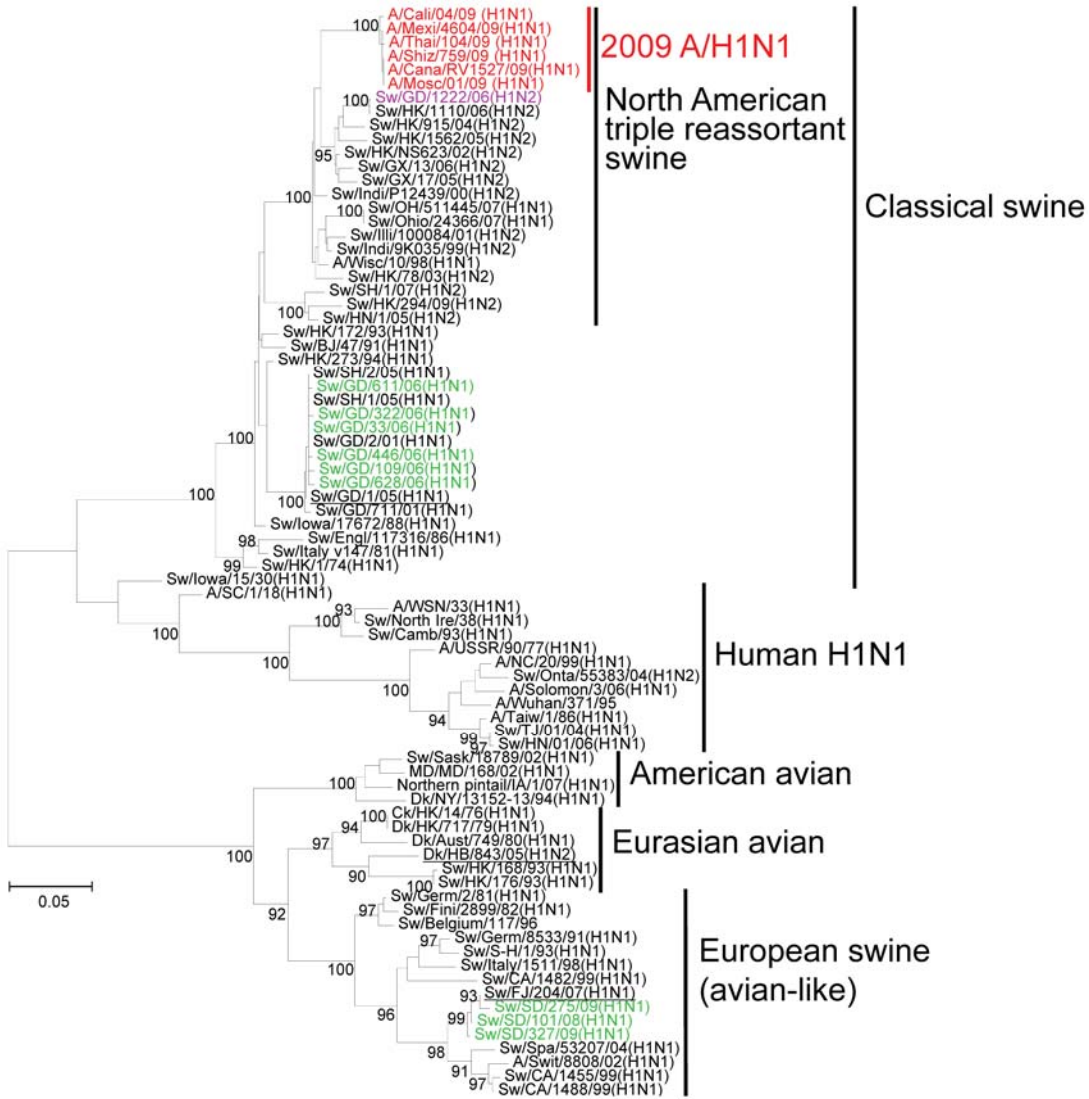 A/Cali/04/09 (H1N1)
A/Mexi/4604/09(H1N1)
A/Thai/104/09 (H1N1)
A/Shiz/759/09 (H1N1)
A/Cana/RV1527/09(H1N1)
A/Mosc/01/09 (H1N1)
Sw/GD/1222/06(H1N2)
Sw/HK/1110/06(H1N2)
Sw/HK/915/04(H1N2)
Sw/HK/1562/05(H1N2)
Sw/HK/NS623/02(H1N2)
Sw/GX/13/06(H1N2)
Sw/GX/17/05(H1N2)
Sw/Indi/P12439/00(H1N2)
Sw/OH/511445/07(H1N1)
Sw/Ohio/24366/07(H1N1)
Sw/Illi/100084/01(H1N2)
Sw/Indi/9K035/99(H1N2)
A/Wisc/10/98(H1N1)
Sw/HK/78/03(H1N2)
Sw/SH/1/07(H1N2)
Sw/HK/294/09(H1N2)
Sw/HN/1/05(H1N2)
Sw/HK/172/93(H1N1)
Sw/BJ/47/91(H1N1)
Sw/HK/273/94(H1N1)
Sw/SH/2/05(H1N1)
Sw/GD/611/06(H1N1)
Sw/SH/1/05(H1N1)
Sw/GD/322/06(H1N1)
Sw/GD/33/06(H1N1)
Sw/GD/2/01(H1N1)
Sw/GD/446/06(H1N1)
Sw/GD/109/06(H1N1)
Sw/GD/628/06(H1N1)
Sw/GD/1/05(H1N1)
Sw/GD/711/01(H1N1)
Sw/Iowa/17672/88(H1N1)
Sw/Engl/117316/86(H1N1)
Sw/Italy v147/81(H1N1)
Sw/HK/1/74(H1N1)
Sw/Iowa/15/30(H1N1)
A/SC/1/18(H1N1)
A/WSN/33(H1N1)
Sw/North Ire/38(H1N1)
Sw/Camb/93(H1N1)
A/USSR/90/77(H1N1)
A/NC/20/99(H1N1)
Sw/Onta/55383/04(H1N2)
A/Solomon/3/06(H1N1)
A/Wuhan/371/95
A/Taiw/1/86(H1N1)
Sw/TJ/01/04(H1N1)
Sw/HN/01/06(H1N1)
Sw/Sask/18789/02(H1N1)
MD/MD/168/02(H1N1)
Northern pintail/IA/1/07(H1N1)
Dk/NY/13152-13/94(H1N1)
Ck/HK/14/76(H1N1)
Dk/HK/717/79(H1N1)
Dk/Aust/749/80(H1N1)
Dk/HB/843/05(H1N2)
Sw/HK/168/93(H1N1)
Sw/HK/176/93(H1N1)
Sw/Germ/2/81(H1N1)
Sw/Fini/2899/82(H1N1)
Sw/Belgium/117/96
Sw/Germ/8533/91(H1N1)
Sw/S-H/1/93(H1N1)
Sw/Italy/1511/98(H1N1)
Sw/CA/1482/99(H1N1)
Sw/FJ/204/07(H1N1)
Sw/SD/275/09(H1N1)
Sw/SD/101/08(H1N1)
Sw/SD/327/09(H1N1)
Sw/Spa/53207/04(H1N1)
A/Swit/8808/02(H1N1)
Sw/CA/1455/99(H1N1)
Sw/CA/1488/99(H1N1)
100
100
95
100
100
100
100
100
100
98
99
93
100
100
100
100
94
99
97
100
100
94
97
90
100
100
92
97
100
97
93
99
96
98
91
97
0.05
2009 A/H1N1
North American
triple reassortant
swine
Classical swine
Human H1N1
American avian
Eurasian avian
European swine
(avian-like)